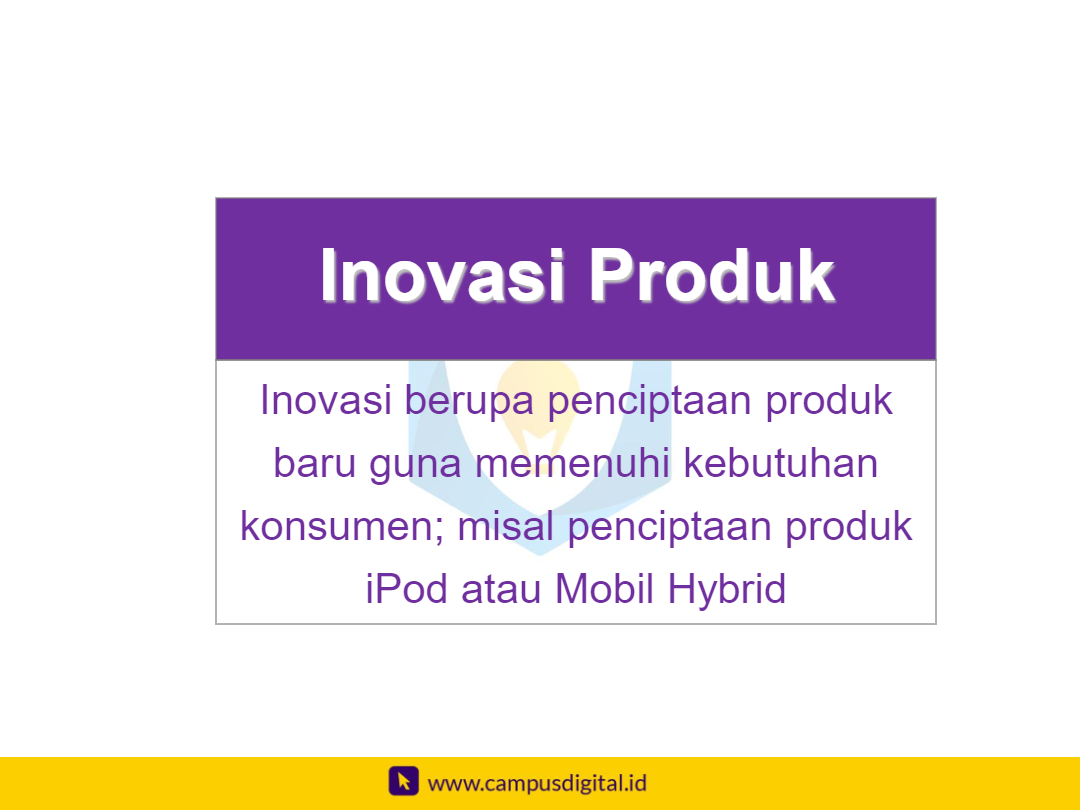 Inovasi Produk
Inovasi berupa penciptaan produk
baru guna memenuhi kebutuhan
konsumen; misal penciptaan produk
iPod atau Mobil Hybrid
www.campusdigital.id